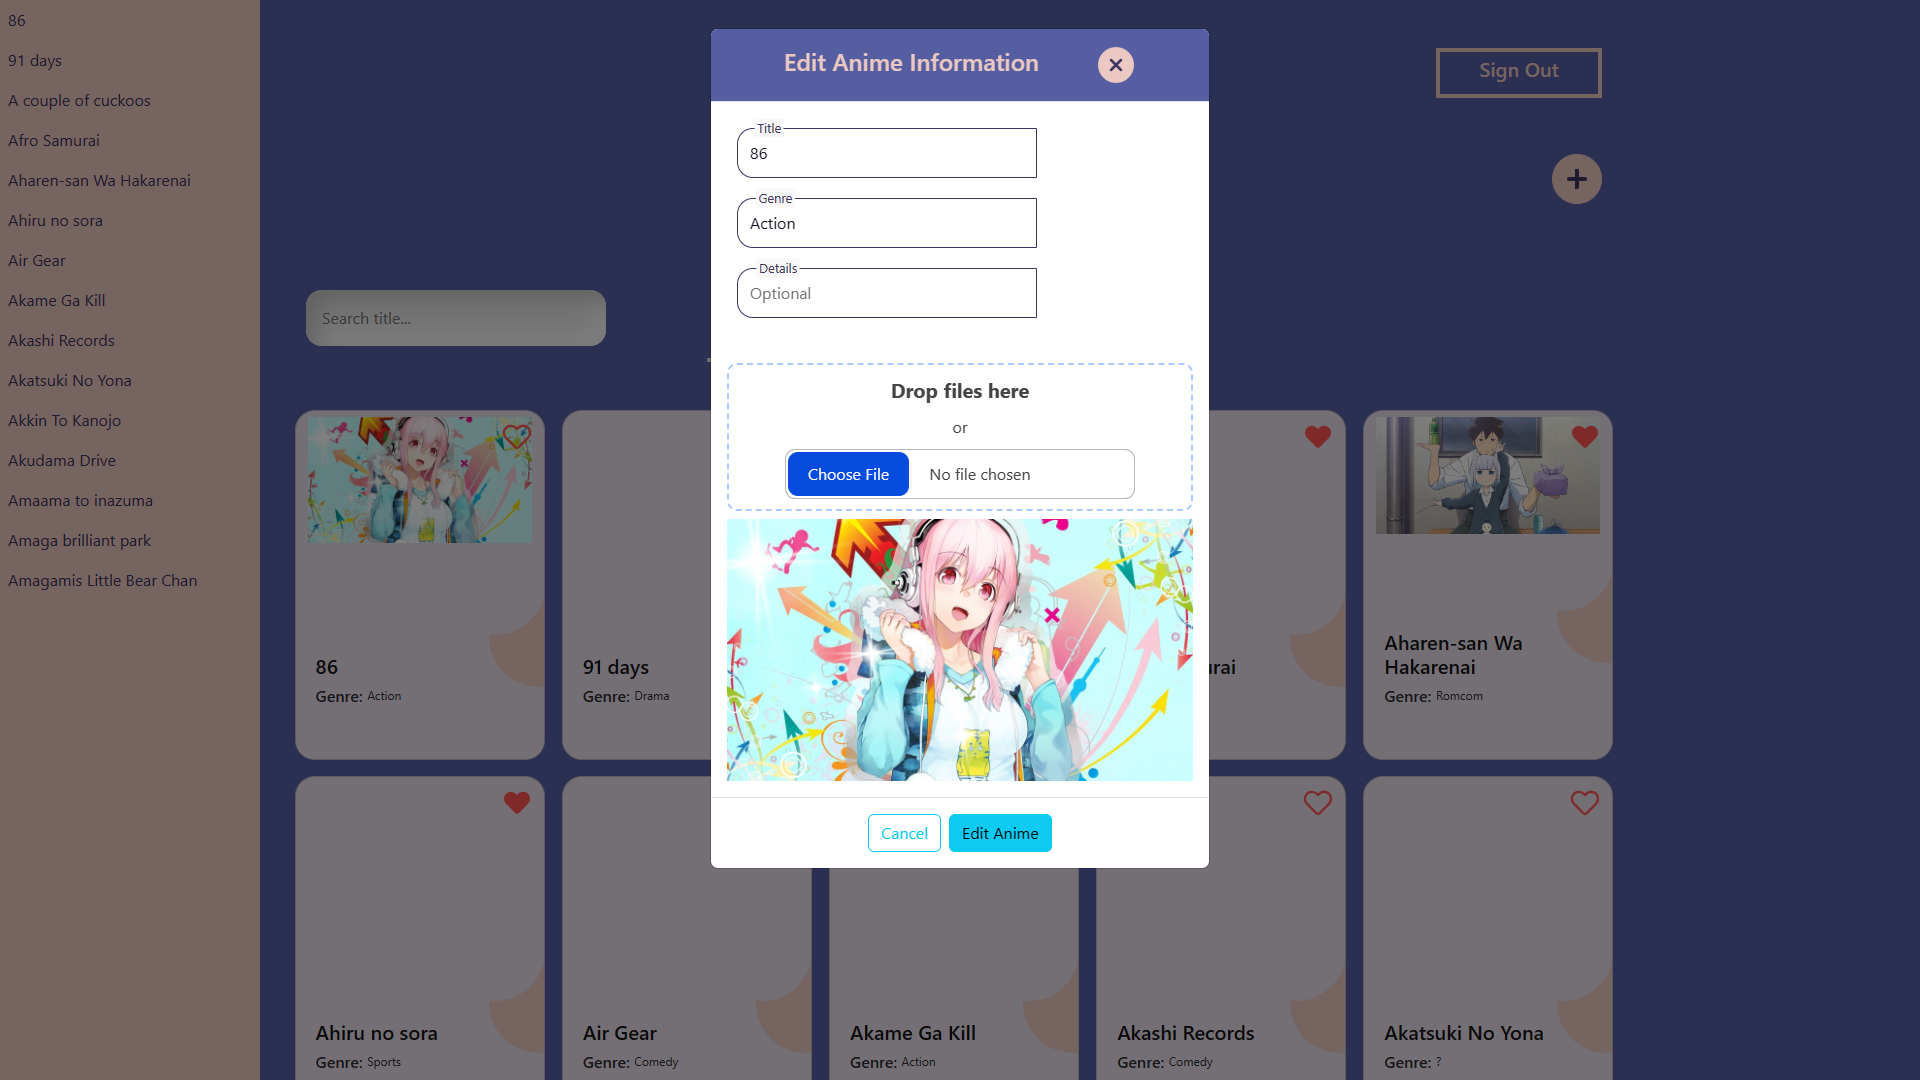 86
91 days
A couple of cuckoos
Afro Samurai
Aharen-san Wa Hakarenai
Ahiru no sora
Air Gear
Akame Ga Kill
Akashi Records
Akatsuki No Yona
Akkin To Kanojo
Akudama Drive
Amaama to inazuma
Amaga brilliant park
Amagamis Little Bear Chan
Sign Out
Search title...
Edit Anime Information
Title
86
Genre
Action
Details
Optional
Drop files here
or
Choose File No file chosen
Cancel Edit Anime
86
Genre: Action
91 days
Genre: Drama
urai
Aharen-san Wa
Hakarenai
Genre: Romcom
Ahiru no sora
Genre: Sports
Air Gear
Genre: Comedy
Akame Ga Kill
Genre: Action
Akashi Records
Genre: Comedy
Akatsuki No Yona
Genre: ?